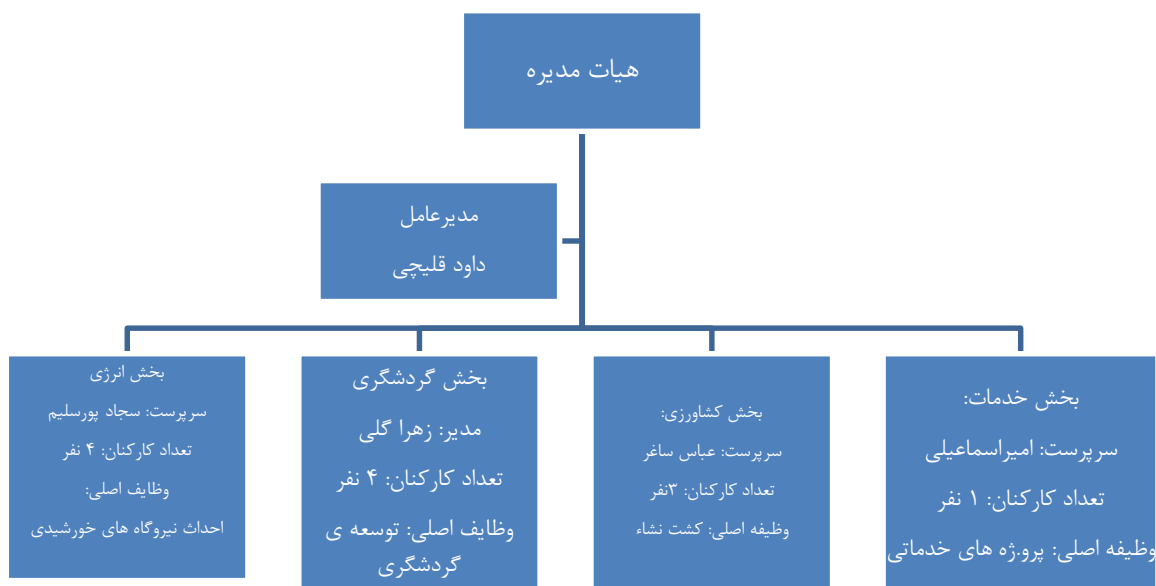 هیات مدیره
مدیرعامل
داود قلیچی
بخش خدمات:
سرپرست: امیراسماعیلی
تعداد کارکنان: ۱ نفر
وظیفه اصلی: پرو.ژه های خدماتی
بخش کشاورزی:
سرپرست: عباس ساغر
تعداد کارکنان: ۳نفر
وظیفه اصلی: کشت نشاء
بخش گردشگری
مدیر: زهرا گلی
تعداد کارکنان: ۴ نفر
وظایف اصلی: توسعه ی
گردشگری
بخش انرژی
سرپرست: سجاد پورسلیم
تعداد کارکنان: ۴ نفر
وظایف اصلی:
احداث نیروگاه های خورشیدی